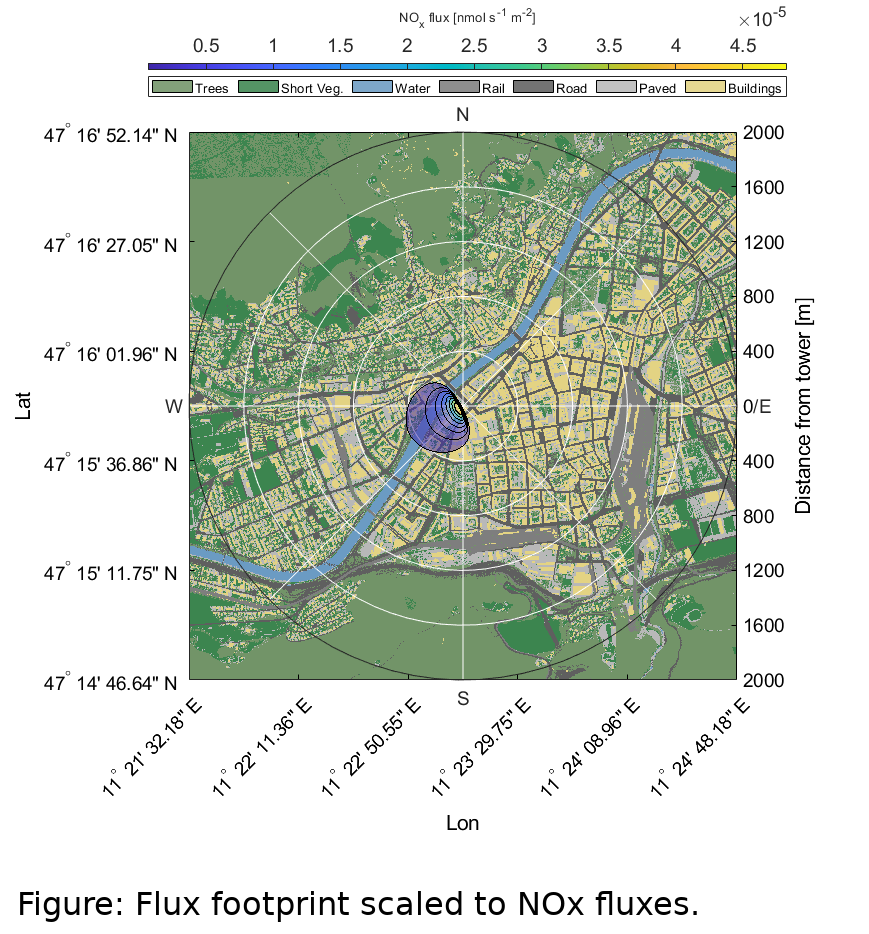 NOx flux [nmol s-1 m-2]
×10-5
0.5 1 1.5 2 2.5 3 3.5 4 4.5
Trees Short Veg. Water Rail Road Paved Buildings
N
47° 16' 52.14" N
2000
1600
47° 16' 27.05" N
1200
800
47° 16' 01.96" N
400
Lat
W
0/E
Distance from tower [m]
47° 15' 36.86" N
400
800
47° 15' 11.75" N
1200
1600
47° 14' 46.64" N
2000
S
11° 21' 32.18" E
11° 22' 11.36" E
11° 22' 50.55" E
11° 23' 29.75" E
11° 24' 08.96" E
11° 24' 48.18" E
Lon
Figure: Flux footprint scaled to NOx fluxes.